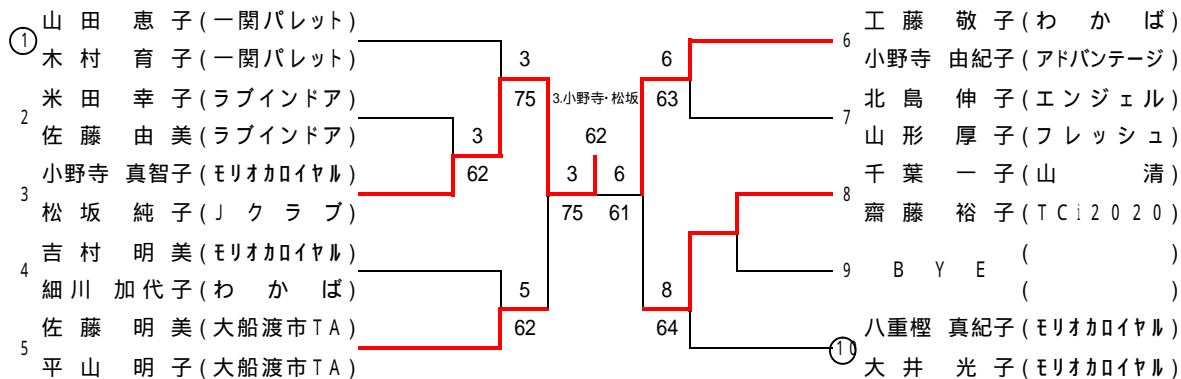 ① 山田 恵子(一関パレット)
木村 育子(一関パレット)
2 米田 幸子(ラブインドア)
佐藤 由美(ラブインドア)
3 小野寺 真智子(モリオカロイヤル)
松坂 純子(Jクラブ)
4 吉村 明美(モリオカロイヤル)
細川 加代子(わかば)
5 佐藤 明美(大船渡市TA)
平山 明子(大船渡市TA)
3
62
3
75
5
62
3.小野寺・松坂
62
3
75
6
61
6
63
8
64
6 工藤 敬子(わかば)
小野寺 由紀子(アドバンテージ)
7 北島 伸子(エンジェル)
山形 厚子(フレッシュ)
8 千葉 一子(山清)
齋藤 裕子(TCi2020)
9 BYE ( )
( )
⑩ 八重樫 真紀子(モリオカロイヤル)
大井 光子(モリオカロイヤル)